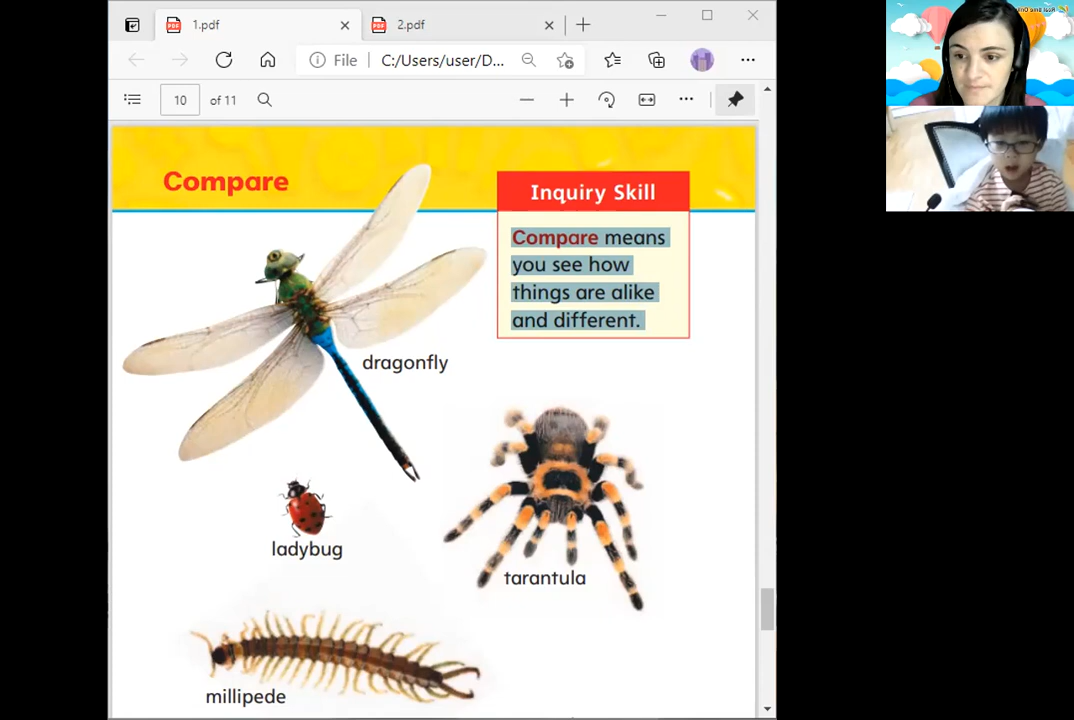 1.pdf
2.pdf
File
C:/Users/user/D...
10 of 11
Compare
Inquiry Skill
Compare means
you see how
things are alike
and different.
dragonfly
ladybug
tarantula
millipede